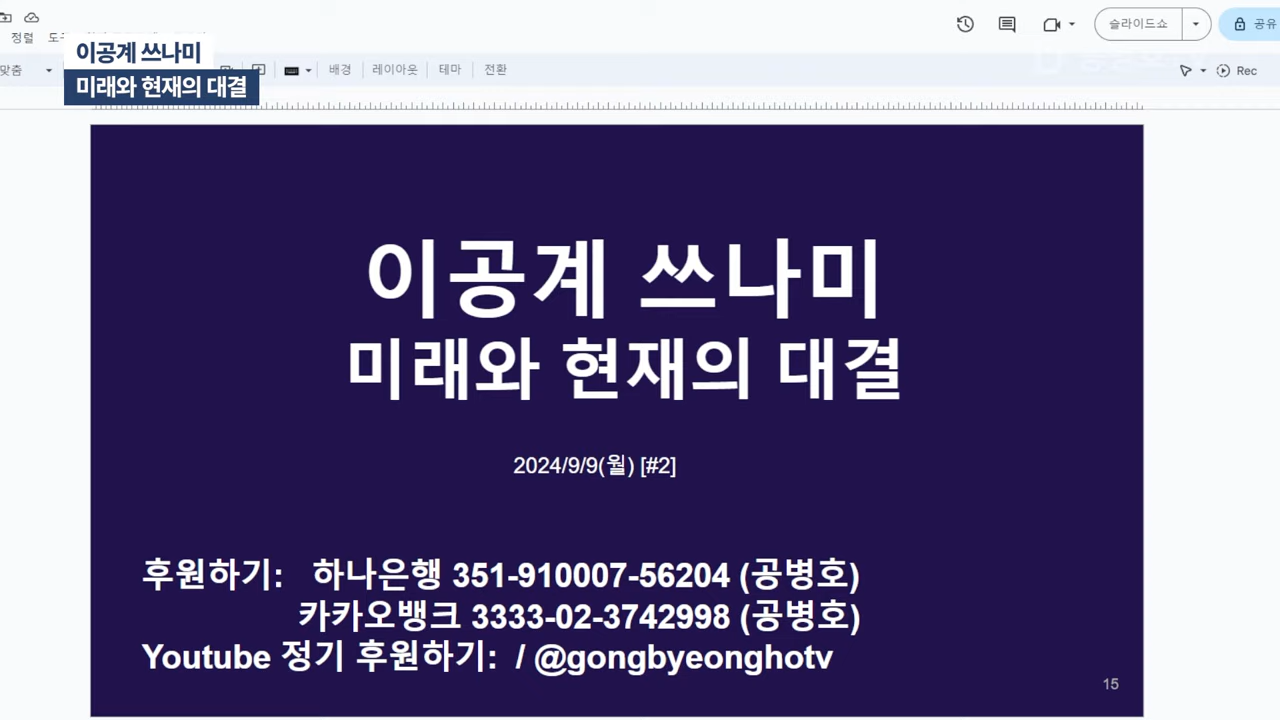 정렬
이공계 쓰나미
미래와 현재의 대결
슬라이드쇼
공유
맞춤
배경
레이아웃
테마
전환
Rec
이공계 쓰나미
미래와 현재의 대결
2024/9/9(월) [#2]
후원하기: 하나은행 351-910007-56204 (공병호)
카카오뱅크 3333-02-3742998 (공병호)
Youtube 정기 후원하기: / @gongbyeonghotv
15